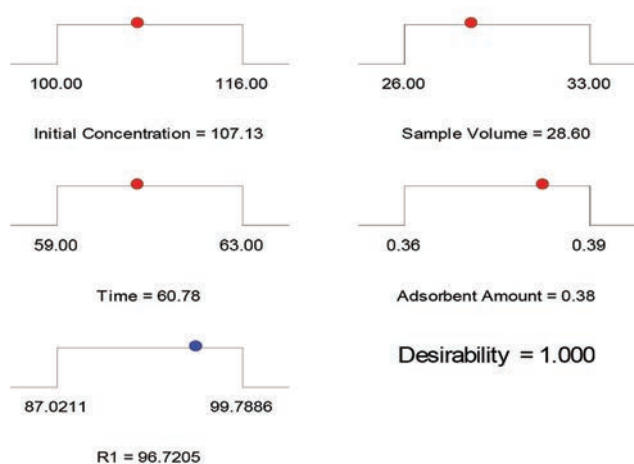 100.00 116.00
Initial Concentration = 107.13
26.00 33.00
Sample Volume = 28.60
59.00 63.00
Time = 60.78
0.36 0.39
Adsorbent Amount = 0.38
87.0211 99.7886
R1 = 96.7205
Desirability = 1.000